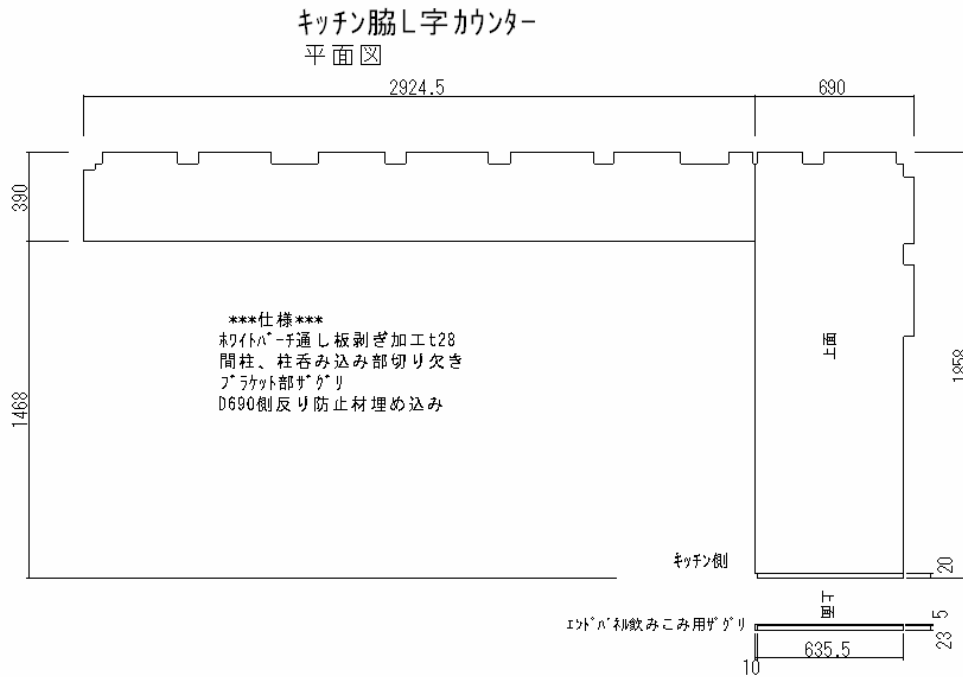 キッチン脇L字カウンター
平面図
2924.5
690
390
1468
1858
***仕様***
ホワイトバーチ通し板剥ぎ加工t28
間柱、柱呑み込み部切り欠き
ブラケット部ザグリ
D690側反り防止材埋め込み
上面
キッチン側
20
エンドパネル飲みこみ用ザグリ
5
23
635.5
10